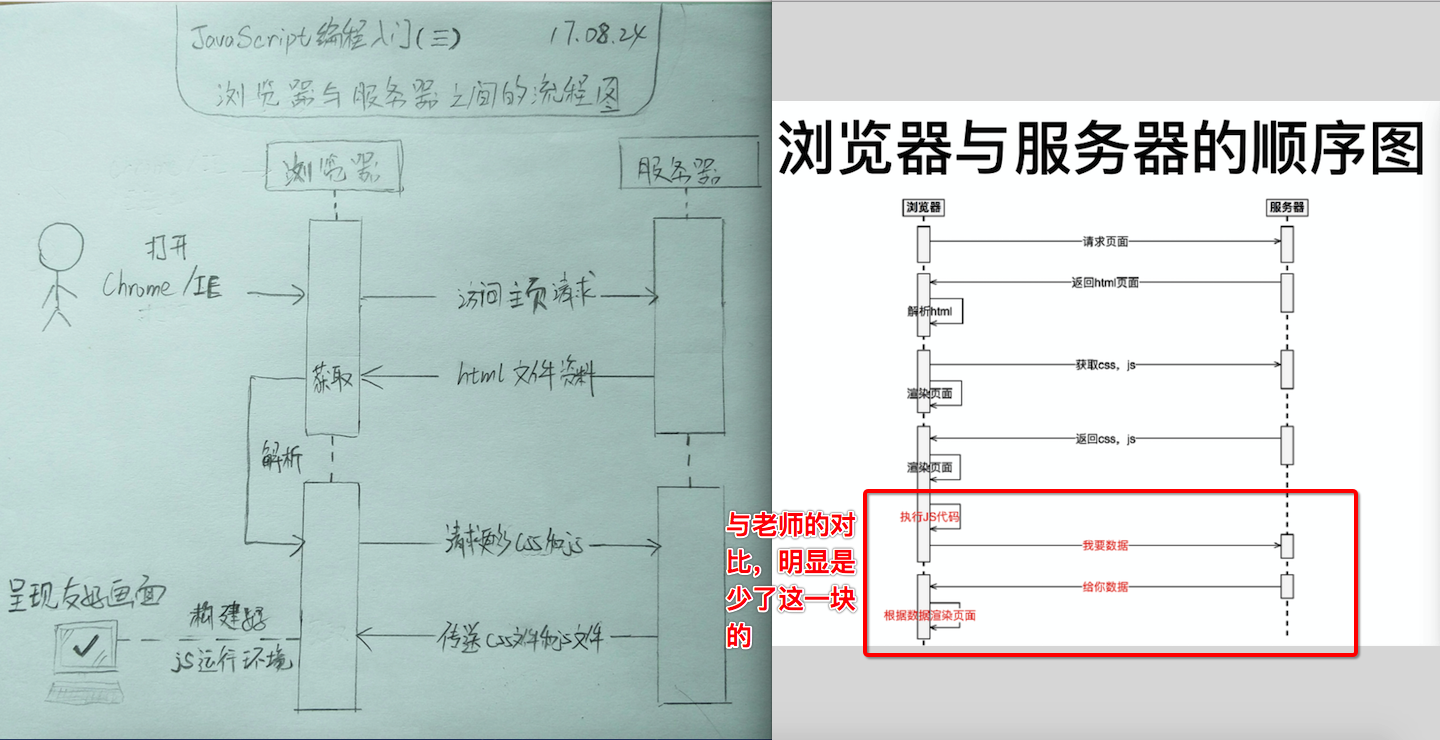 JavaScript编程入门(三) 17.08.24
浏览器与服务器之间的流程图
浏览器 服务器
打开
Chrome/IE
访问主页请求
获取
html文件资料
解析
请求更多css和js
呈现友好画面
构建好
js运行环境
传送css文件和js文件
浏览器与服务器的顺序图
浏览器 服务器
请求页面
返回html页面
解析html
获取css，js
渲染页面
返回css，js
渲染页面
执行JS代码
我要数据
给你数据
根据数据渲染页面
与老师的对
比，明显是
少了这一块
的